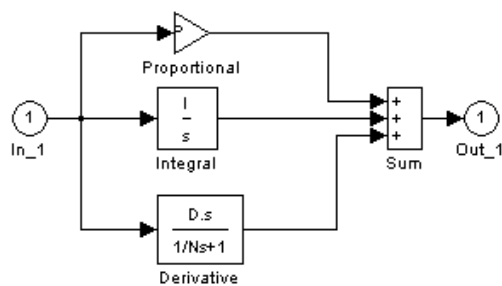 P
Proportional
1
In_1
I
s
Integral
+
+
+
Sum
1
Out_1
D.s
1/Ns+1
Derivative